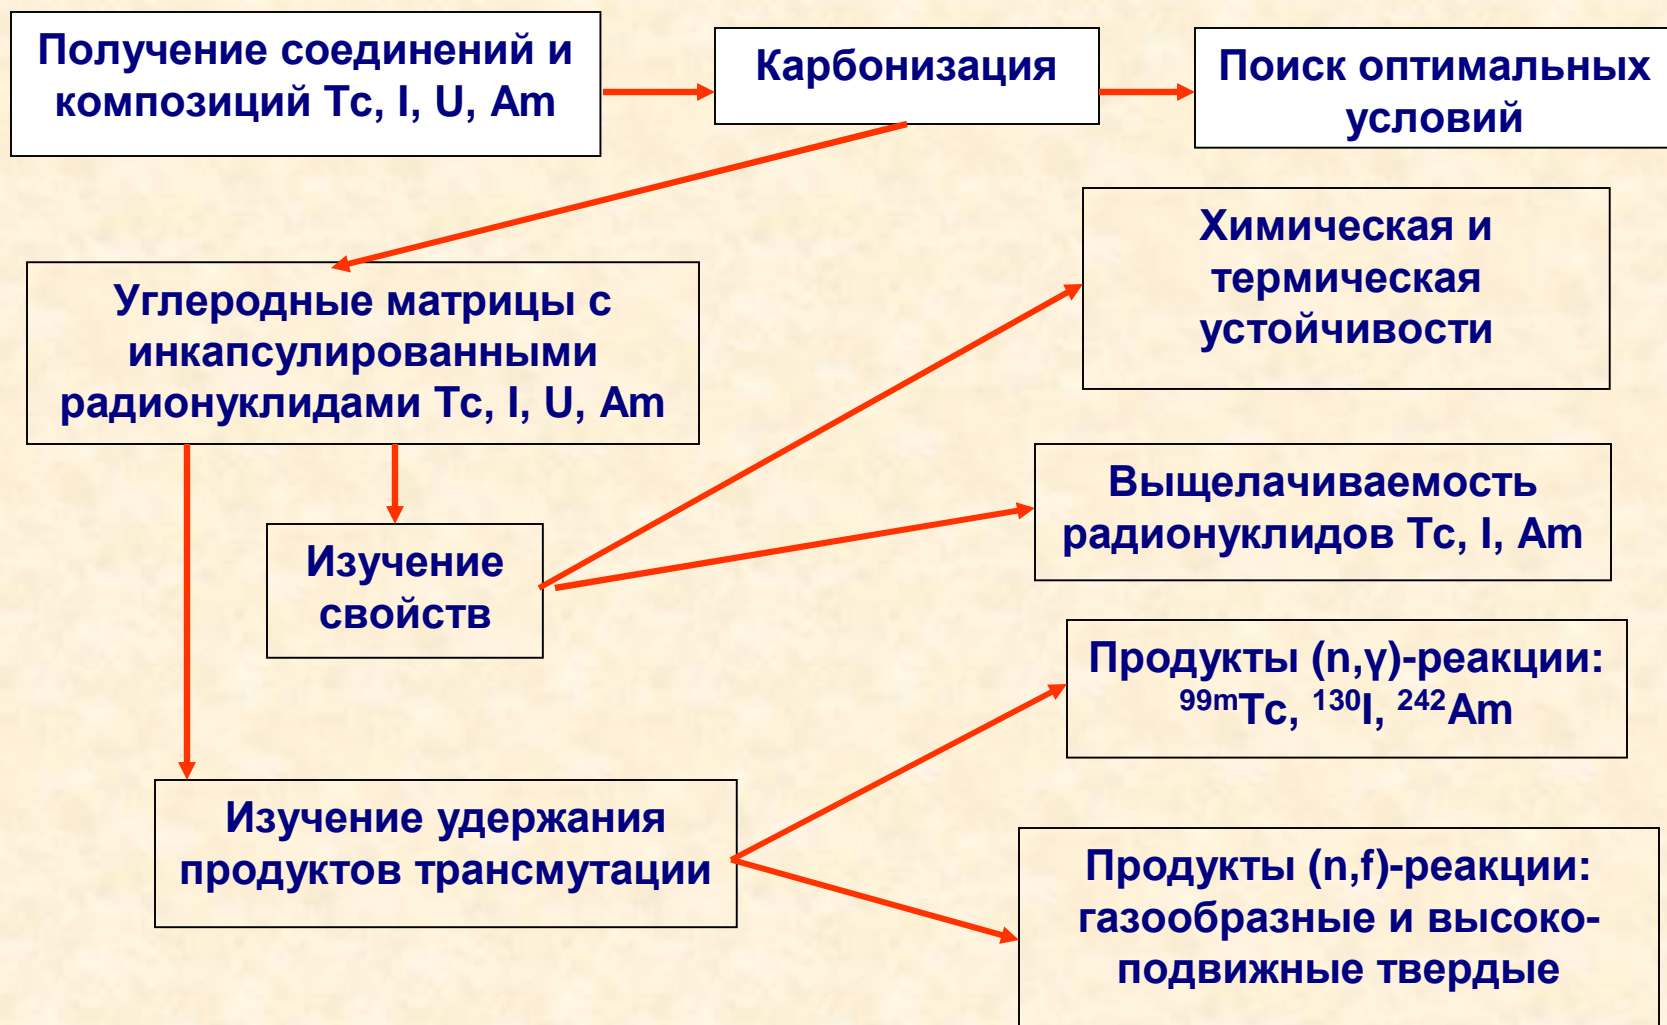 Получение соединений и
композиций Tc, I, U, Am
Карбонизация
Поиск оптимальных
условий
Углеродные матрицы с
инкапсулированными
радионуклидами Tc, I, U, Am
Химическая и
термическая
устойчивости
Изучение
свойств
Выщелачиваемость
радионуклидов Tc, I, Am
Изучение удержания
продуктов трансмутации
Продукты (n,γ)-реакции:
⁹⁹ᵐTc, ¹³⁰I, ²⁴²Am
Продукты (n,f)-реакции:
газообразные и высоко-
подвижные твердые